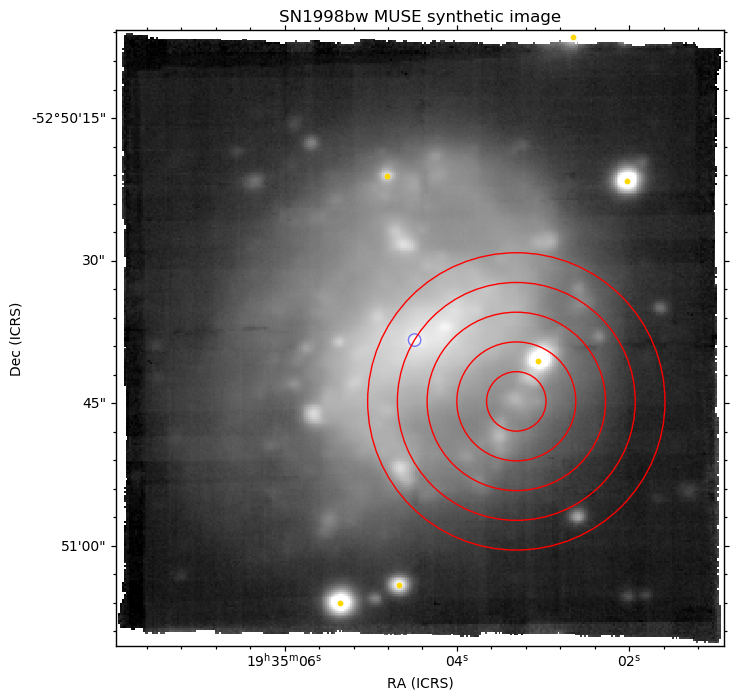 SN1998bw MUSE synthetic image
-52°50'15"
30"
45"
51'00"
Dec (ICRS)
19ʰ35ᵐ06ˢ
04ˢ
02ˢ
RA (ICRS)